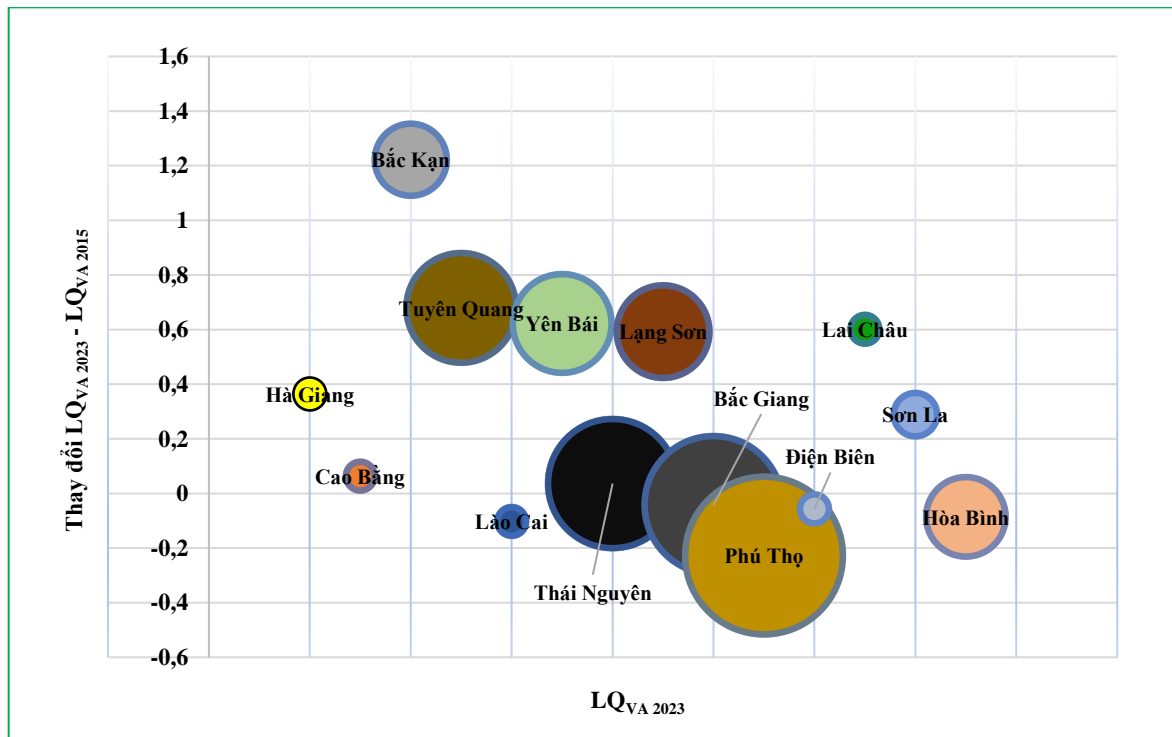 1,6
1,4
1,2
1
0,8
0,6
0,4
0,2
0
-0,2
-0,4
-0,6
Thay đổi LQVA 2023 - LQVA 2015
Bắc Kạn
Tuyên Quang
Yên Bái
Lạng Sơn
Lai Châu
Hà Giang
Bắc Giang
Sơn La
Cao Bằng
Điện Biên
Lào Cai
Hòa Bình
Phú Thọ
Thái Nguyên
LQVA 2023